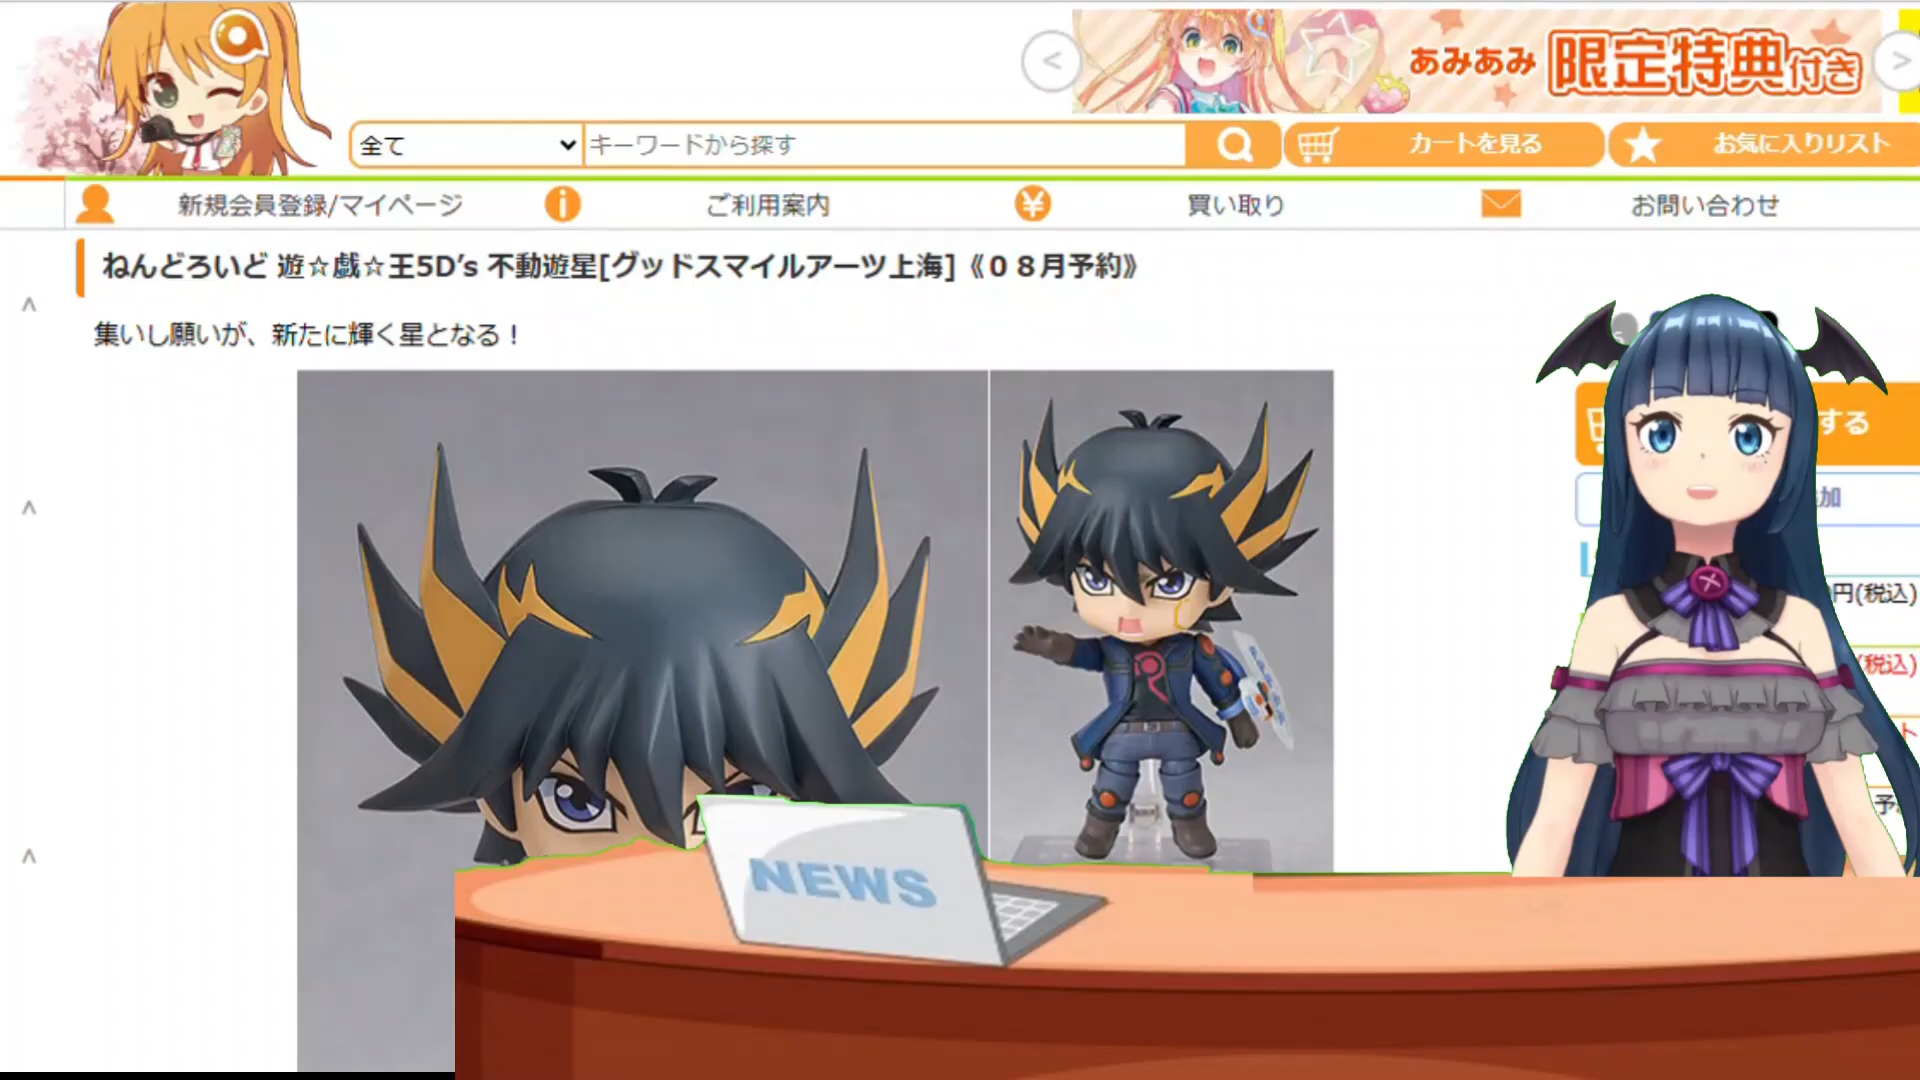 あみあみ 限定特典付き
全て
キーワードから探す
カートを見る
お気に入りリスト
新規会員登録/マイページ
ご利用案内
買い取り
お問い合わせ
ねんどろいど 遊☆戯☆王5D’s 不動遊星[グッドスマイルアーツ上海]《０８月予約》
集いし願いが、新たに輝く星となる！
する
加
円(税込)
(税込)
ト
予
NEWS